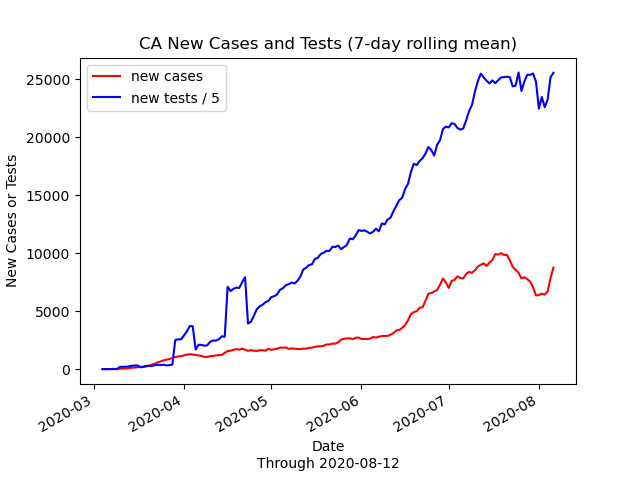 CA New Cases and Tests (7-day rolling mean)
new cases
new tests / 5
25000
20000
15000
10000
5000
0
New Cases or Tests
2020-03
2020-04
2020-05
2020-06
2020-07
2020-08
Date
Through 2020-08-12